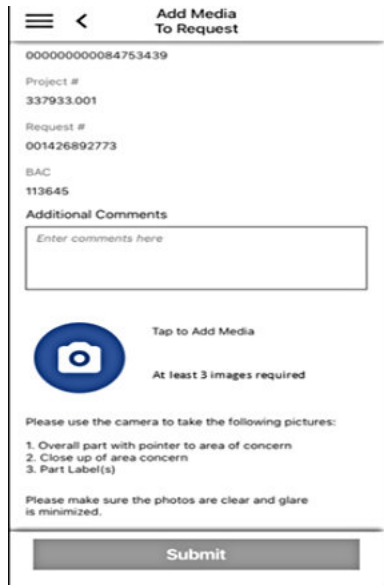 Add Media
To Request
000000000084753439
Project #
337933.001
Request #
001426892773
BAC
113645
Additional Comments
Enter comments here
Tap to Add Media
At least 3 images required
Please use the camera to take the following pictures:
1. Overall part with pointer to area of concern
2. Close up of area concern
3. Part Label(s)
Please make sure the photos are clear and glare
is minimized.
Submit